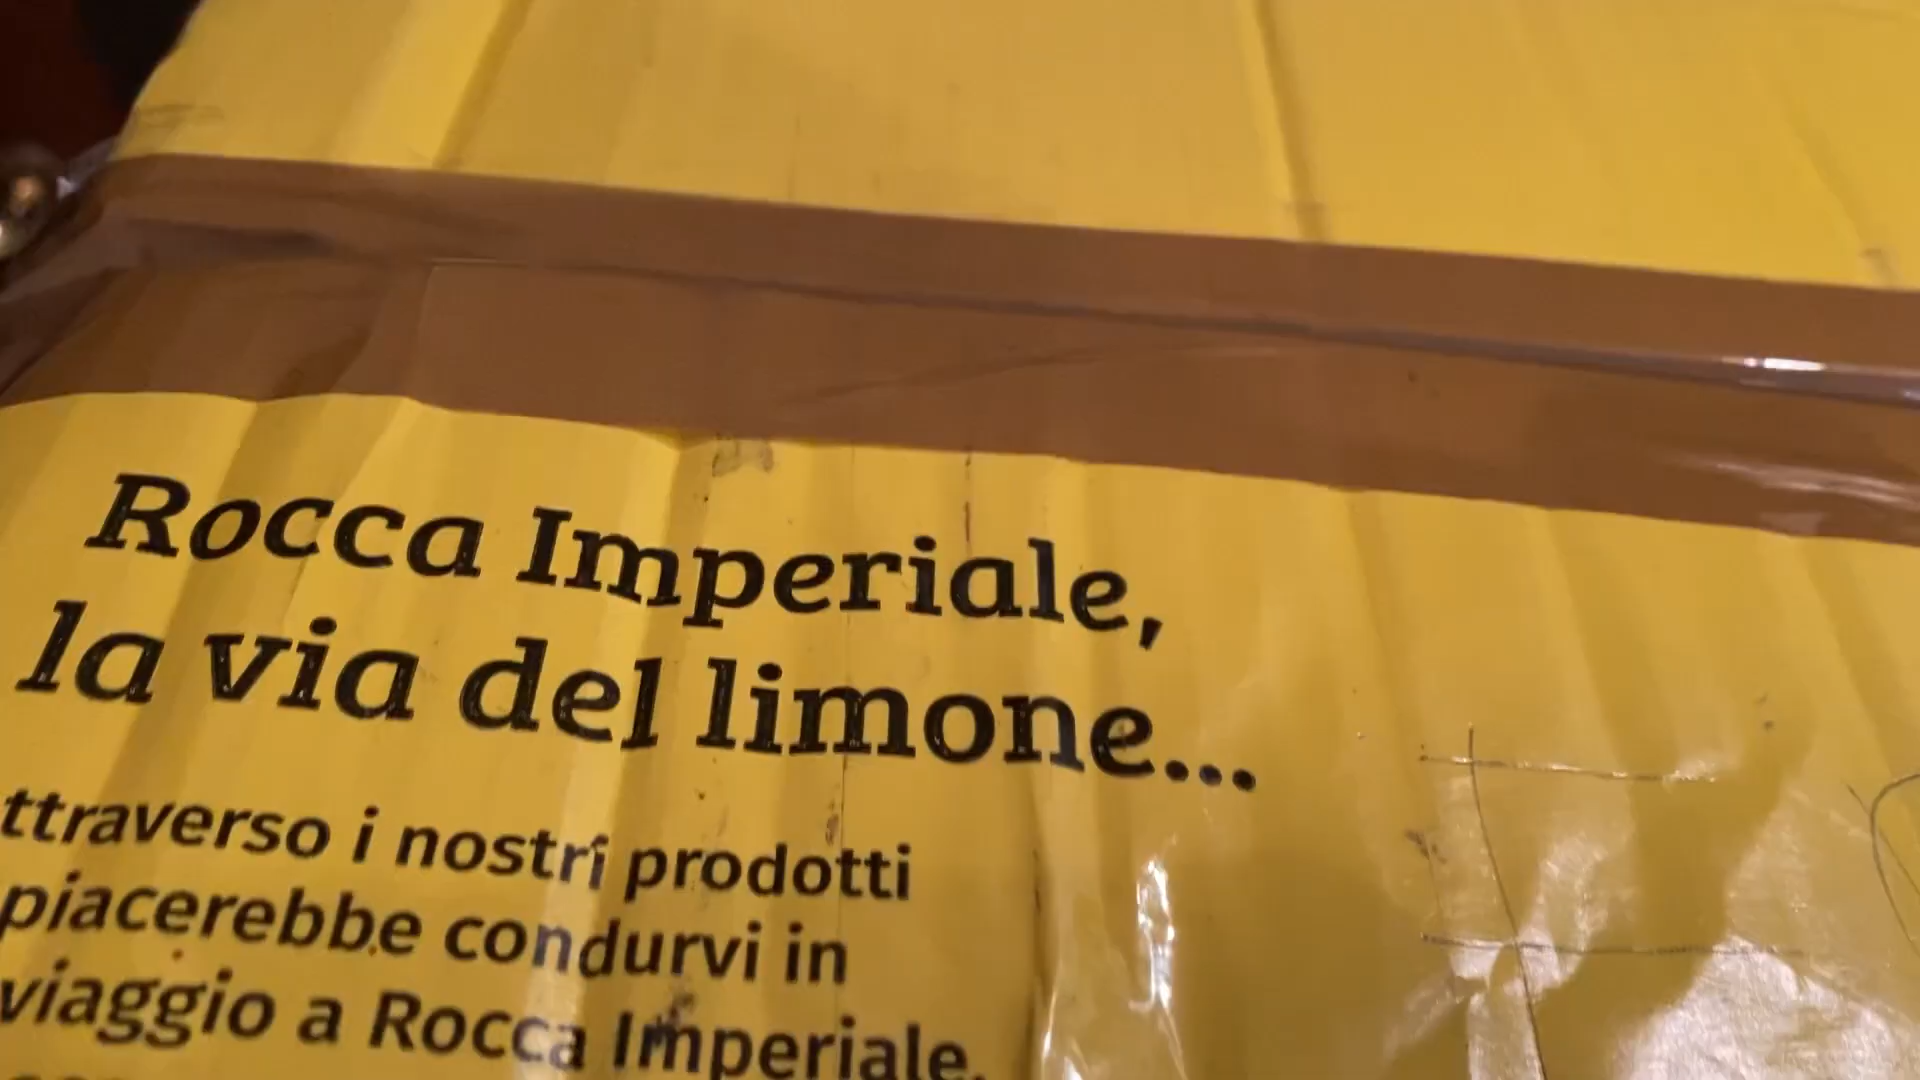 Rocca Imperiale,
la via del limone...
ttraverso i nostri prodotti
piacerebbe condurvi in
viaggio a Rocca Imperiale,